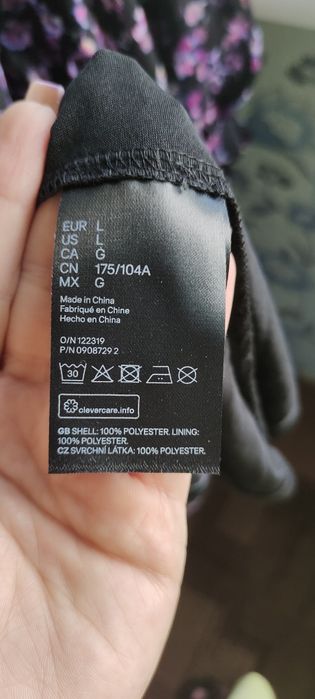 EUR L
US L
CA G
CN 175/104A
MX G
Made in China
Fabriqué en Chine
Hecho en China
O/N 122319
P/N 0908729 2
30
clevercare.info
GB SHELL: 100% POLYESTER. LINING:
100% POLYESTER.
CZ SVRCHNÍ LÁTKA: 100% POLYESTER.